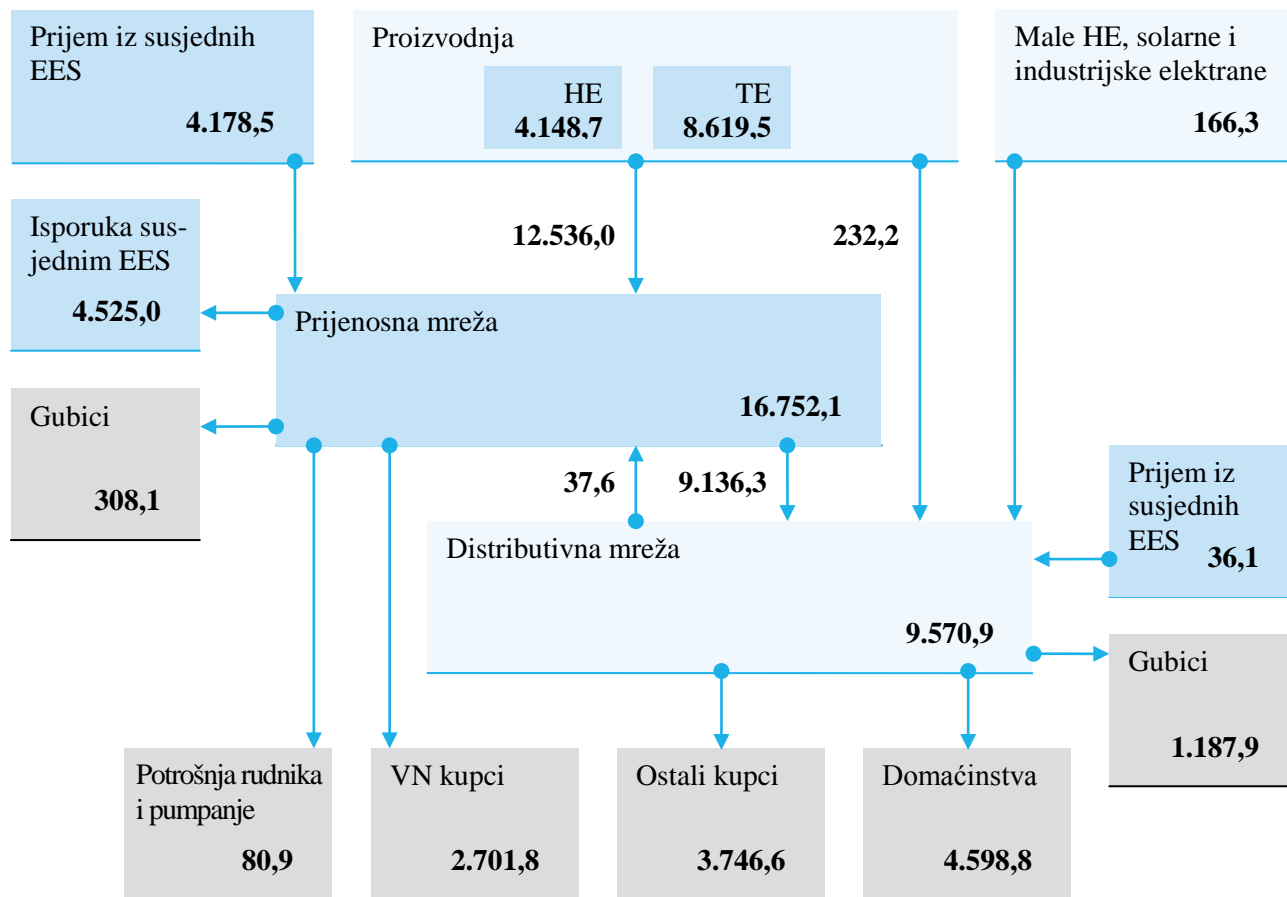 Prijem iz susjednih
EES
4.178,5
Proizvodnja
HE
4.148,7
TE
8.619,5
Male HE, solarne i
industrijske elektrane
166,3
Isporuka sus-
jednim EES
4.525,0
12.536,0
232,2
Prijenosna mreža
16.752,1
Gubici
308,1
37,6
9.136,3
Prijem iz
susjednih
EES
36,1
Distributivna mreža
9.570,9
Gubici
1.187,9
Potrošnja rudnika
i pumpanje
80,9
VN kupci
2.701,8
Ostali kupci
3.746,6
Domaćinstva
4.598,8